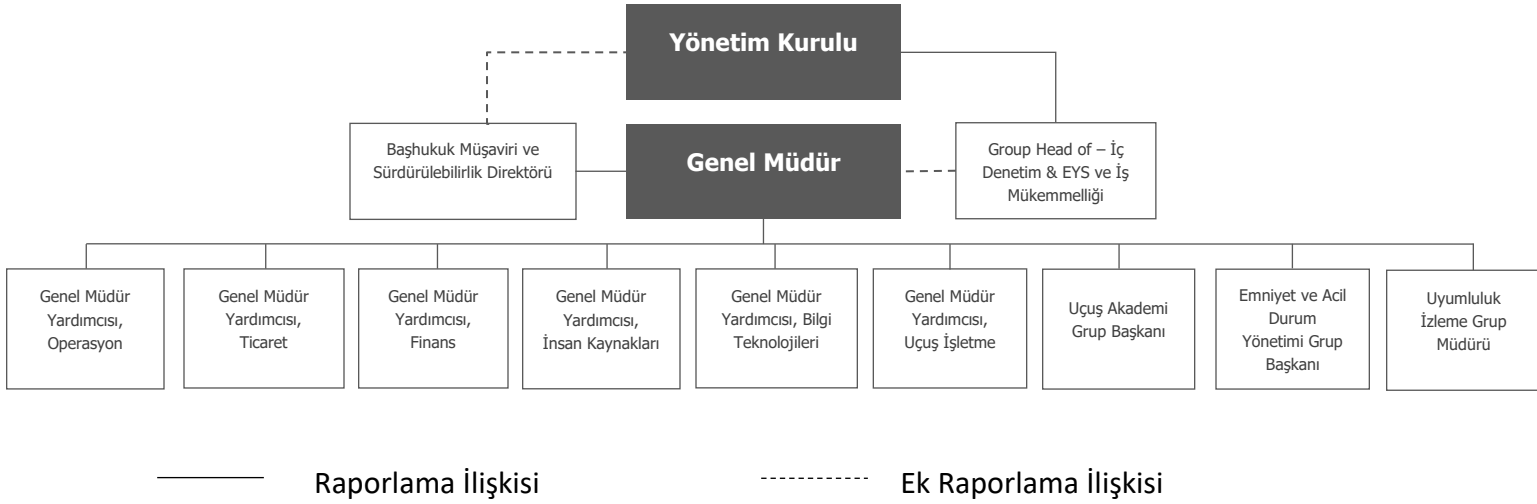 Yönetim Kurulu
Başhukuk Müşaviri ve
Sürdürülebilirlik Direktörü
Genel Müdür
Group Head of – İç
Denetim & EYS ve İş
Mükemmelliği
Genel Müdür
Yardımcısı,
Operasyon
Genel Müdür
Yardımcısı,
Ticaret
Genel Müdür
Yardımcısı,
Finans
Genel Müdür
Yardımcısı,
İnsan Kaynakları
Genel Müdür
Yardımcısı, Bilgi
Teknolojileri
Genel Müdür
Yardımcısı,
Uçuş İşletme
Uçuş Akademi
Grup Başkanı
Emniyet ve Acil
Durum
Yönetimi Grup
Başkanı
Uyumluluk
İzleme Grup
Müdürü
Raporlama İlişkisi
Ek Raporlama İlişkisi